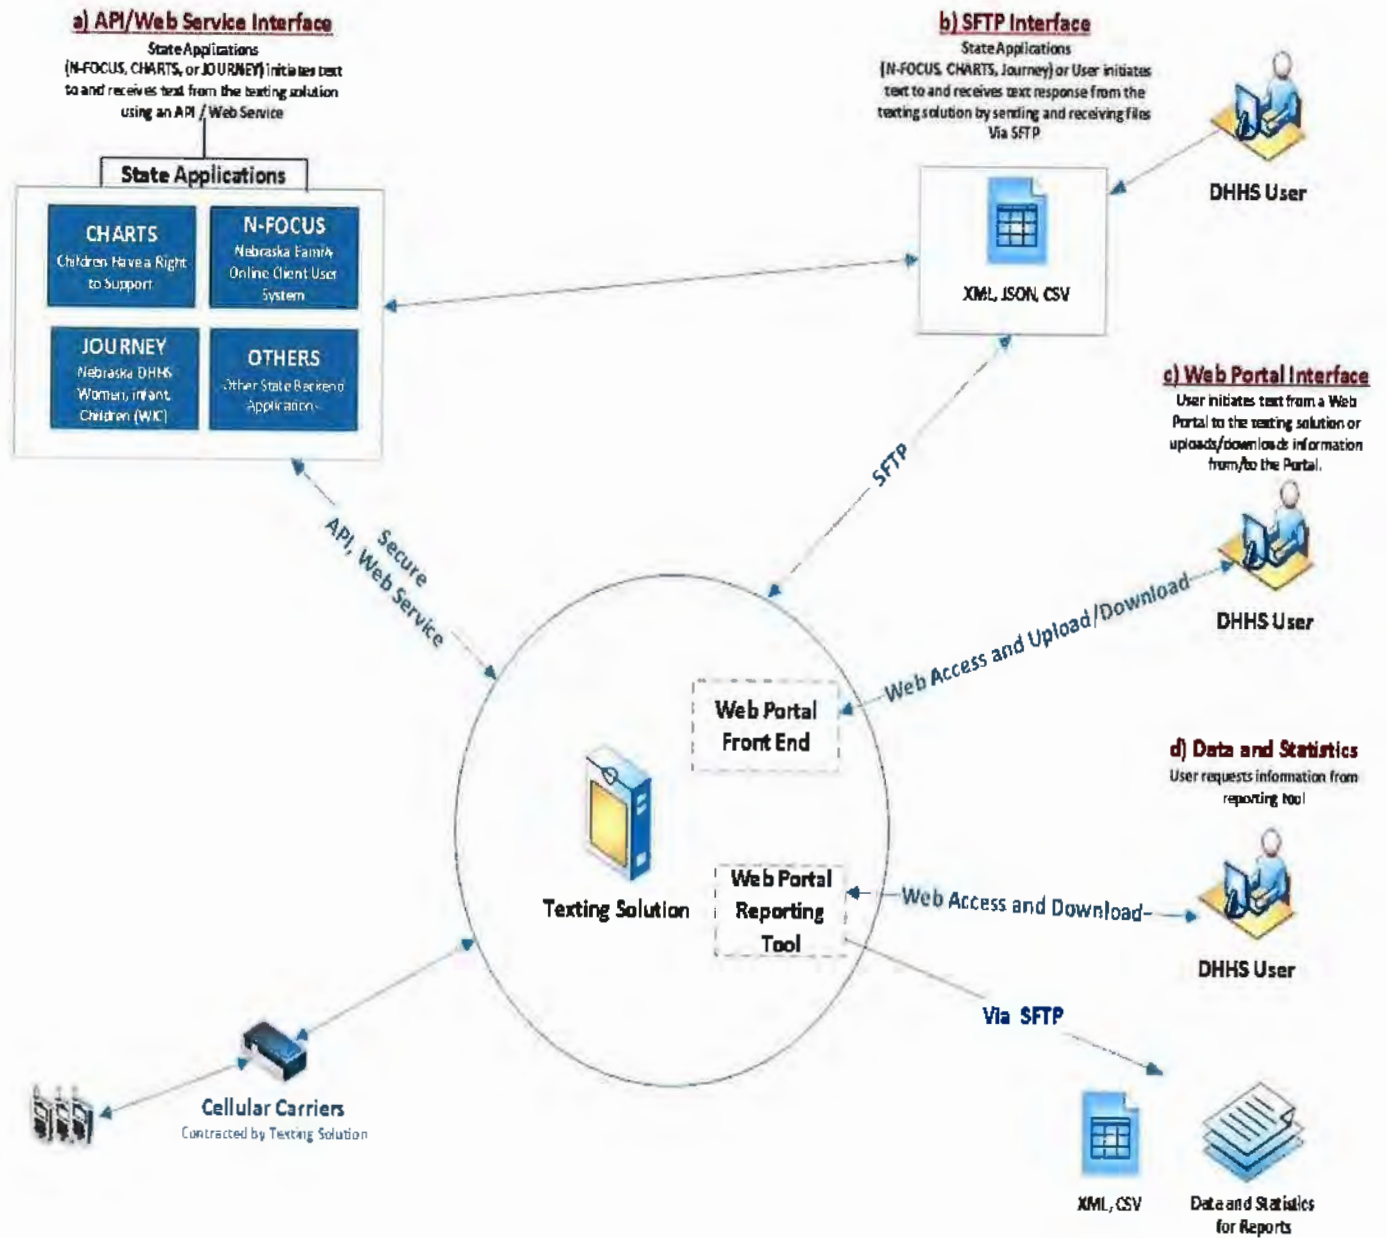 a) API/Web Service Interface
State Applications
(N-FOCUS, CHARTS, or JOURNEY) initiates text
to and receives text from the texting solution
using an API / Web Service
State Applications
CHARTS
Children Have a Right
to Support
N-FOCUS
Nebraska Family
Online Client User
System
JOURNEY
Nebraska DHHS
Women, infant,
Children (WIC)
OTHERS
Other State Backend
Application
b) SFTP Interface
State Applications
(N-FOCUS, CHARTS, Journey) or User initiates
text to and receives text response from the
texting solution by sending and receiving files
Via SFTP
XML, JSON, CSV
DHHS User
c) Web Portal Interface
User initiates text from a Web
Portal to the texting solution or
uploads/downloads information
from/to the Portal.
DHHS User
SFTP
Secure
API, Web Service
Web Access and Upload/Download
Web Portal
Front End
d) Data and Statistics
User requests information from
reporting tool
DHHS User
Texting Solution
Web Portal
Reporting
Tool
Web Access and Download
Via SFTP
Cellular Carriers
Contracted by Texting Solution
XML, CSV
Data and Statistics
for Reports